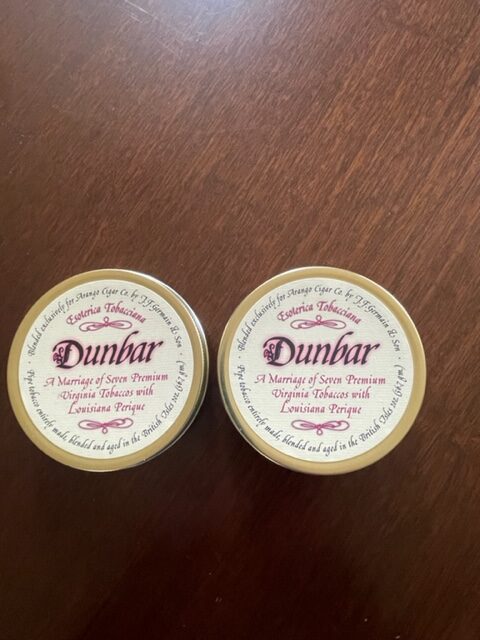 Blended exclusively for Arango Cigar Co. by J.F. Germain & Son
Esoterica Tobacciana
Dunbar
A Marriage of Seven Premium
Virginia Tobaccos with
Louisiana Perique
Pipe tobacco entirely made, blended and aged in the British Isles 2oz (56.7 gm)
Blended exclusively for Arango Cigar Co. by J.F. Germain & Son
Esoterica Tobacciana
Dunbar
A Marriage of Seven Premium
Virginia Tobaccos with
Louisiana Perique
Pipe tobacco entirely made, blended and aged in the British Isles 2oz (56.7 gm)